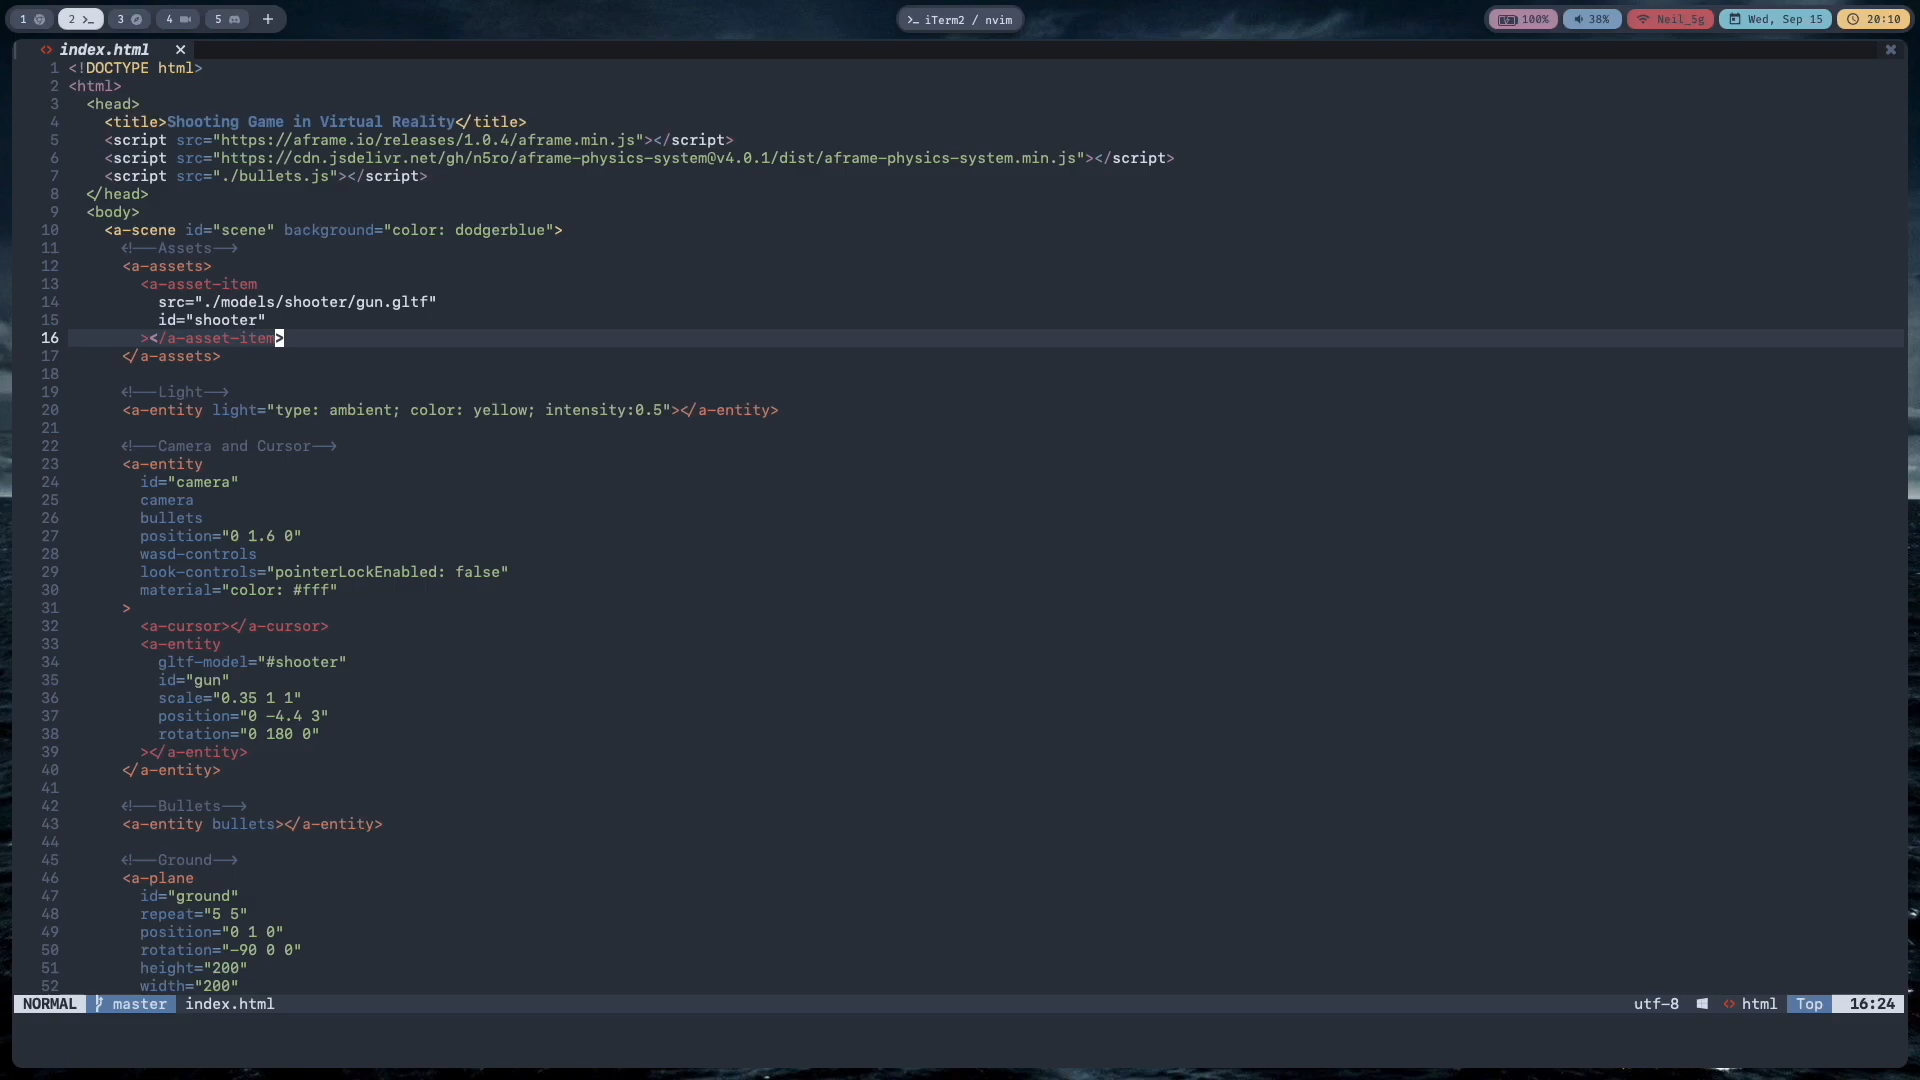 1
2 >_
3
4
5
+
>_ iTerm2 / nvim
100%
38%
Neil_5g
Wed, Sep 15
20:10
<> index.html ✕
1 <!DOCTYPE html>
2 <html>
3 <head>
4 <title>Shooting Game in Virtual Reality</title>
5 <script src="https://aframe.io/releases/1.0.4/aframe.min.js"></script>
6 <script src="https://cdn.jsdelivr.net/gh/n5ro/aframe-physics-system@v4.0.1/dist/aframe-physics-system.min.js"></script>
7 <script src="./bullets.js"></script>
8 </head>
9 <body>
10 <a-scene id="scene" background="color: dodgerblue">
11 <!--Assets-->
12 <a-assets>
13 <a-asset-item
14 src="./models/shooter/gun.gltf"
15 id="shooter"
16 ></a-asset-item>
17 </a-assets>
18
19 <!--Light-->
20 <a-entity light="type: ambient; color: yellow; intensity:0.5"></a-entity>
21
22 <!--Camera and Cursor-->
23 <a-entity
24 id="camera"
25 camera
26 bullets
27 position="0 1.6 0"
28 wasd-controls
29 look-controls="pointerLockEnabled: false"
30 material="color: #fff"
31 >
32 <a-cursor></a-cursor>
33 <a-entity
34 gltf-model="#shooter"
35 id="gun"
36 scale="0.35 1 1"
37 position="0 -4.4 3"
38 rotation="0 180 0"
39 ></a-entity>
40 </a-entity>
41
42 <!--Bullets-->
43 <a-entity bullets></a-entity>
44
45 <!--Ground-->
46 <a-plane
47 id="ground"
48 repeat="5 5"
49 position="0 1 0"
50 rotation="-90 0 0"
51 height="200"
52 width="200"
NORMAL master index.html utf-8 <> html Top 16:24